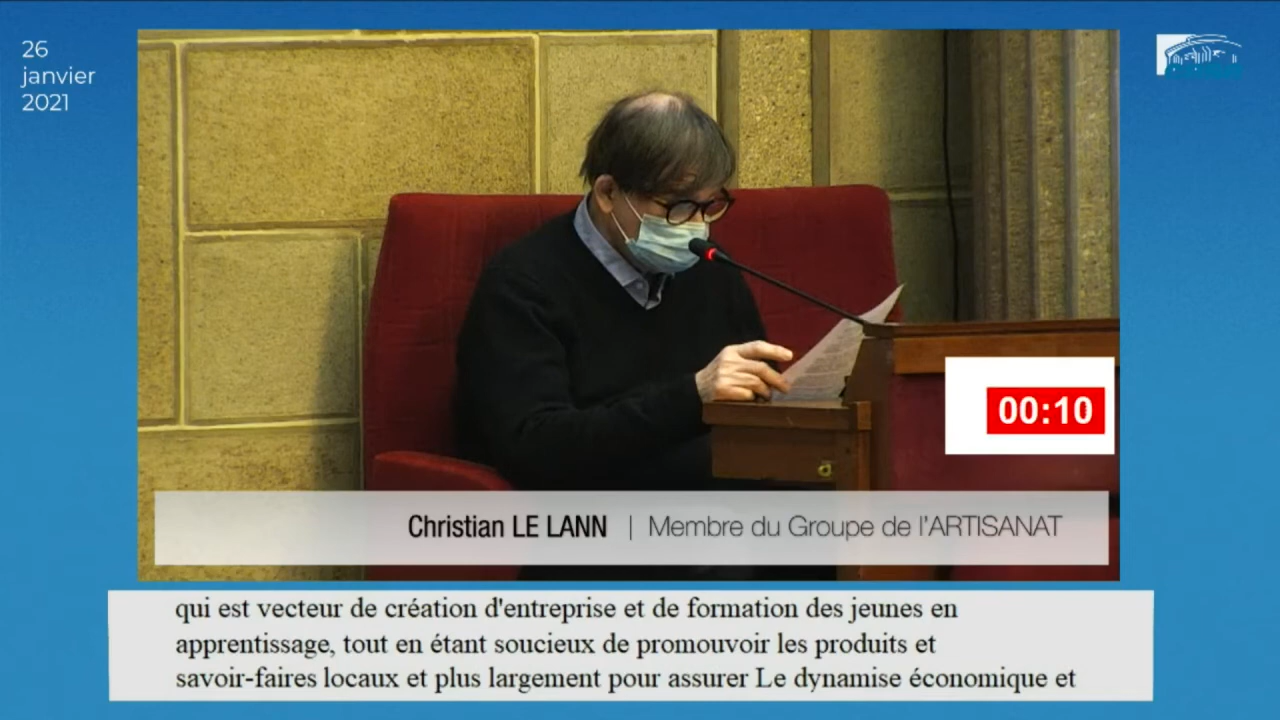 26
janvier
2021
00:10
Christian LE LANN | Membre du Groupe de l'ARTISANAT
qui est vecteur de création d'entreprise et de formation des jeunes en
apprentissage, tout en étant soucieux de promouvoir les produits et
savoir-faires locaux et plus largement pour assurer Le dynamise économique et